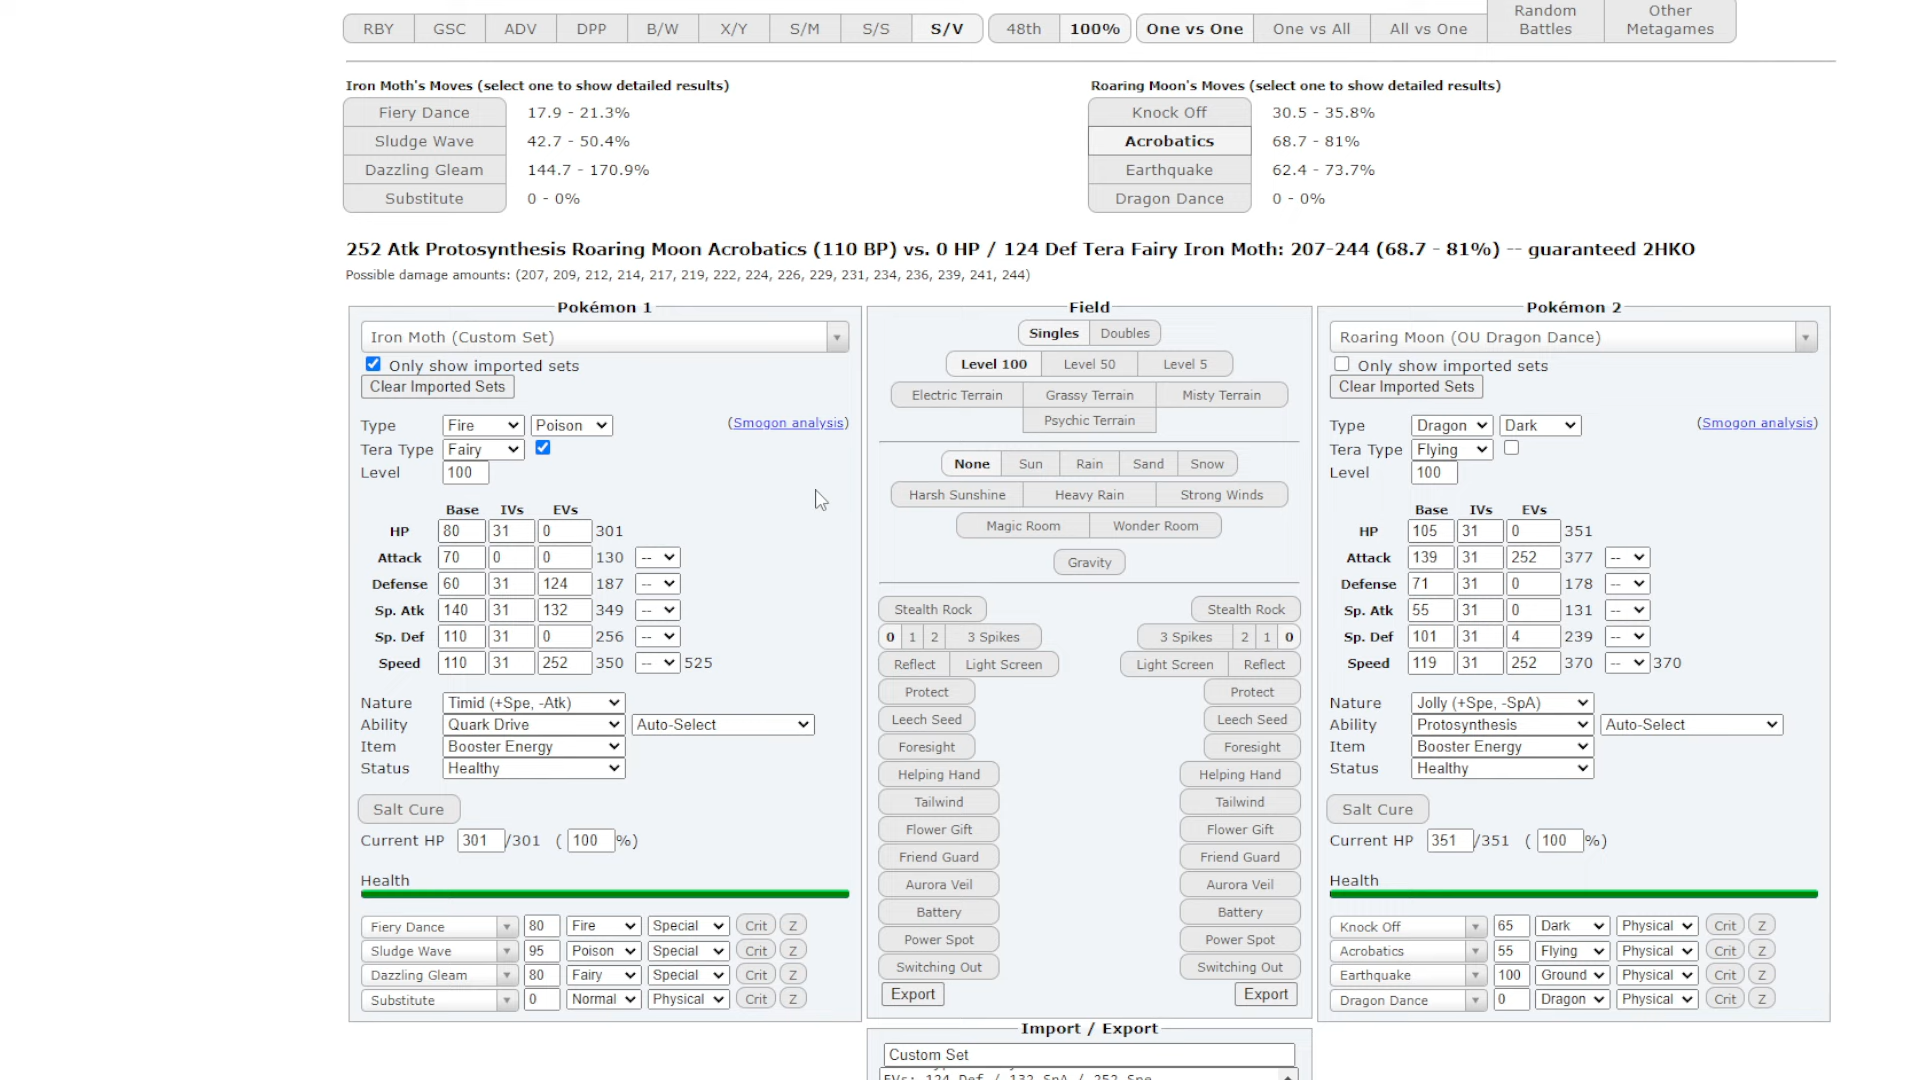 RBY GSC ADV DPP B/W X/Y S/M S/S S/V 48th 100% One vs One One vs All All vs One Random Battles Other Metagames
Iron Moth's Moves (select one to show detailed results)
Fiery Dance 17.9 - 21.3%
Sludge Wave 42.7 - 50.4%
Dazzling Gleam 144.7 - 170.9%
Substitute 0 - 0%
Roaring Moon's Moves (select one to show detailed results)
Knock Off 30.5 - 35.8%
Acrobatics 68.7 - 81%
Earthquake 62.4 - 73.7%
Dragon Dance 0 - 0%
252 Atk Protosynthesis Roaring Moon Acrobatics (110 BP) vs. 0 HP / 124 Def Tera Fairy Iron Moth: 207-244 (68.7 - 81%) -- guaranteed 2HKO
Possible damage amounts: (207, 209, 212, 214, 217, 219, 222, 224, 226, 229, 231, 234, 236, 239, 241, 244)
Pokémon 1
Iron Moth (Custom Set)
Only show imported sets
Clear Imported Sets
Type Fire Poison (Smogon analysis)
Tera Type Fairy
Level 100
Base IVs EVs
HP 80 31 0 301
Attack 70 0 0 130 --
Defense 60 31 124 187 --
Sp. Atk 140 31 132 349 --
Sp. Def 110 31 0 256 --
Speed 110 31 252 350 -- 525
Nature Timid (+Spe, -Atk)
Ability Quark Drive Auto-Select
Item Booster Energy
Status Healthy
Salt Cure
Current HP 301/301 ( 100 %)
Health
Fiery Dance 80 Fire Special Crit Z
Sludge Wave 95 Poison Special Crit Z
Dazzling Gleam 80 Fairy Special Crit Z
Substitute 0 Normal Physical Crit Z
Field
Singles Doubles
Level 100 Level 50 Level 5
Electric Terrain Grassy Terrain Misty Terrain
Psychic Terrain
None Sun Rain Sand Snow
Harsh Sunshine Heavy Rain Strong Winds
Magic Room Wonder Room
Gravity
Stealth Rock Stealth Rock
0 1 2 3 Spikes 3 Spikes 2 1 0
Reflect Light Screen Light Screen Reflect
Protect Protect
Leech Seed Leech Seed
Foresight Foresight
Helping Hand Helping Hand
Tailwind Tailwind
Flower Gift Flower Gift
Friend Guard Friend Guard
Aurora Veil Aurora Veil
Battery Battery
Power Spot Power Spot
Switching Out Switching Out
Export Export
Import / Export
Custom Set
EVs: 124 Def / 132 SpA / 252 Spe
Pokémon 2
Roaring Moon (OU Dragon Dance)
Only show imported sets
Clear Imported Sets
Type Dragon Dark (Smogon analysis)
Tera Type Flying
Level 100
Base IVs EVs
HP 105 31 0 351
Attack 139 31 252 377 --
Defense 71 31 0 178 --
Sp. Atk 55 31 0 131 --
Sp. Def 101 31 4 239 --
Speed 119 31 252 370 -- 370
Nature Jolly (+Spe, -SpA)
Ability Protosynthesis Auto-Select
Item Booster Energy
Status Healthy
Salt Cure
Current HP 351/351 ( 100 %)
Health
Knock Off 65 Dark Physical Crit Z
Acrobatics 55 Flying Physical Crit Z
Earthquake 100 Ground Physical Crit Z
Dragon Dance 0 Dragon Physical Crit Z